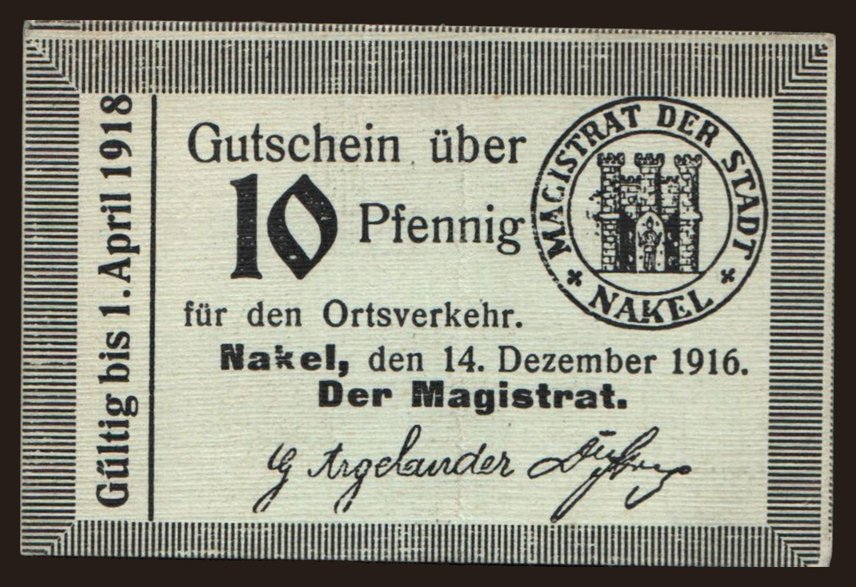 Gültig bis 1. April 1918
Gutschein über
10 Pfennig
für den Ortsverkehr.
Nakel, den 14. Dezember 1916.
Der Magistrat.
Argelander
MAGISTRAT DER STADT
* NAKEL *